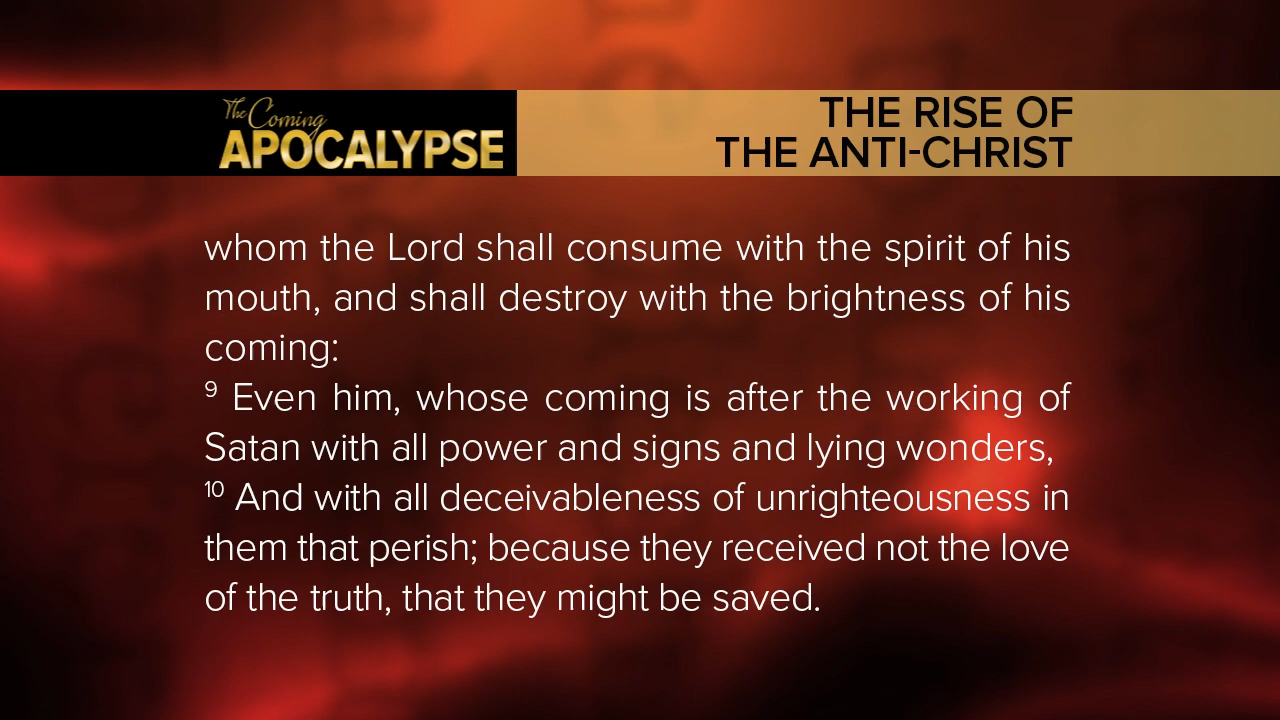 The Coming
APOCALYPSE
THE RISE OF
THE ANTI-CHRIST
whom the Lord shall consume with the spirit of his
mouth, and shall destroy with the brightness of his
coming:
⁹ Even him, whose coming is after the working of
Satan with all power and signs and lying wonders,
¹⁰ And with all deceivableness of unrighteousness in
them that perish; because they received not the love
of the truth, that they might be saved.